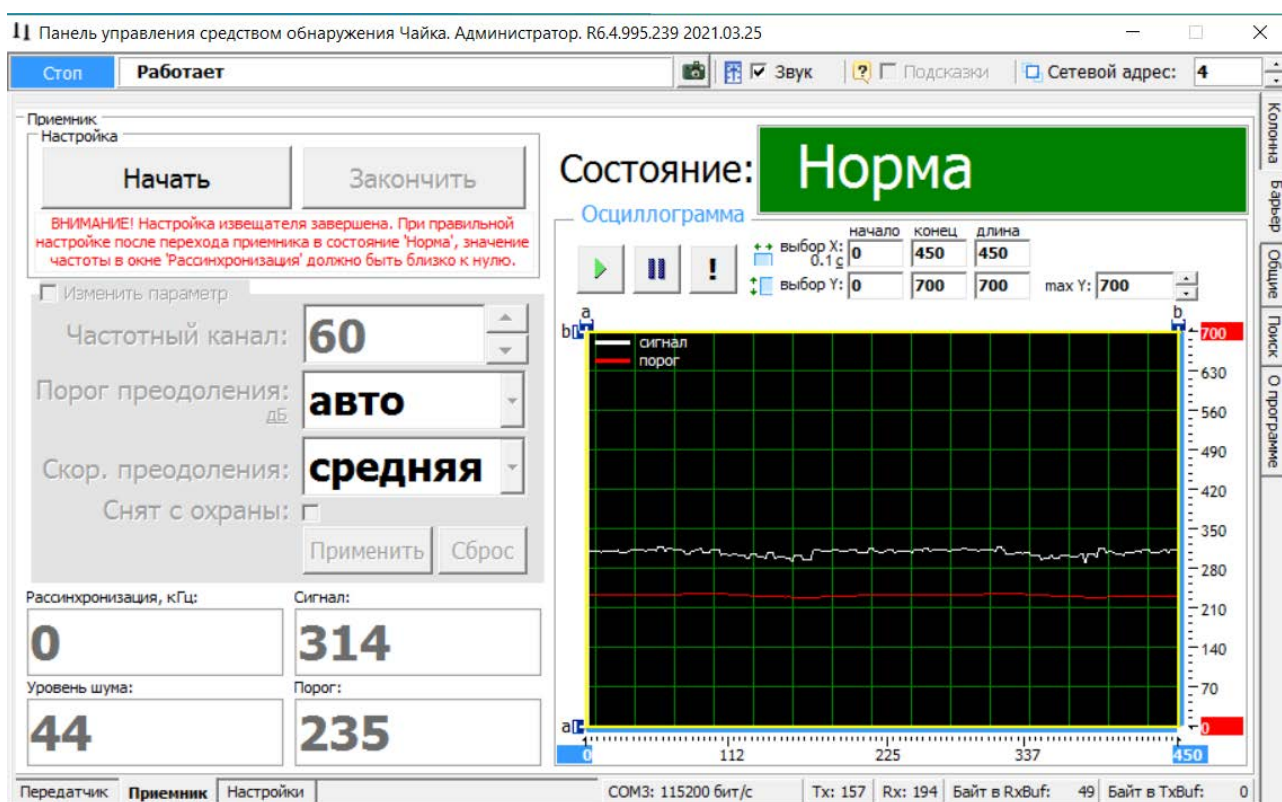 Панель управления средством обнаружения Чайка. Администратор. R6.4.995.239 2021.03.25
Стоп Работает Звук Подсказки Сетевой адрес: 4
Приемник
Настройка
Начать Закончить
ВНИМАНИЕ! Настройка извещателя завершена. При правильной
настройке после перехода приемника в состояние 'Норма', значение
частоты в окне 'Рассинхронизация' должно быть близко к нулю.
Изменить параметр
Частотный канал: 60
Порог преодоления: авто
дБ
Скор. преодоления: средняя
Снят с охраны:
Применить Сброс
Рассинхронизация, кГц: Сигнал:
0 314
Уровень шума: Порог:
44 235
Состояние: Норма
Осциллограмма
начало конец длина
! выбор X: 0 450 450
0.1 с
выбор Y: 0 700 700 max Y: 700
a b
b
сигнал
порог
700
630
560
490
420
350
280
210
140
70
0
a
0 112 225 337 450
Колонна
Барьер
Общие
Поиск
О программе
Передатчик Приемник Настройки COM3: 115200 бит/с Tx: 157 Rx: 194 Байт в RxBuf: 49 Байт в TxBuf: 0